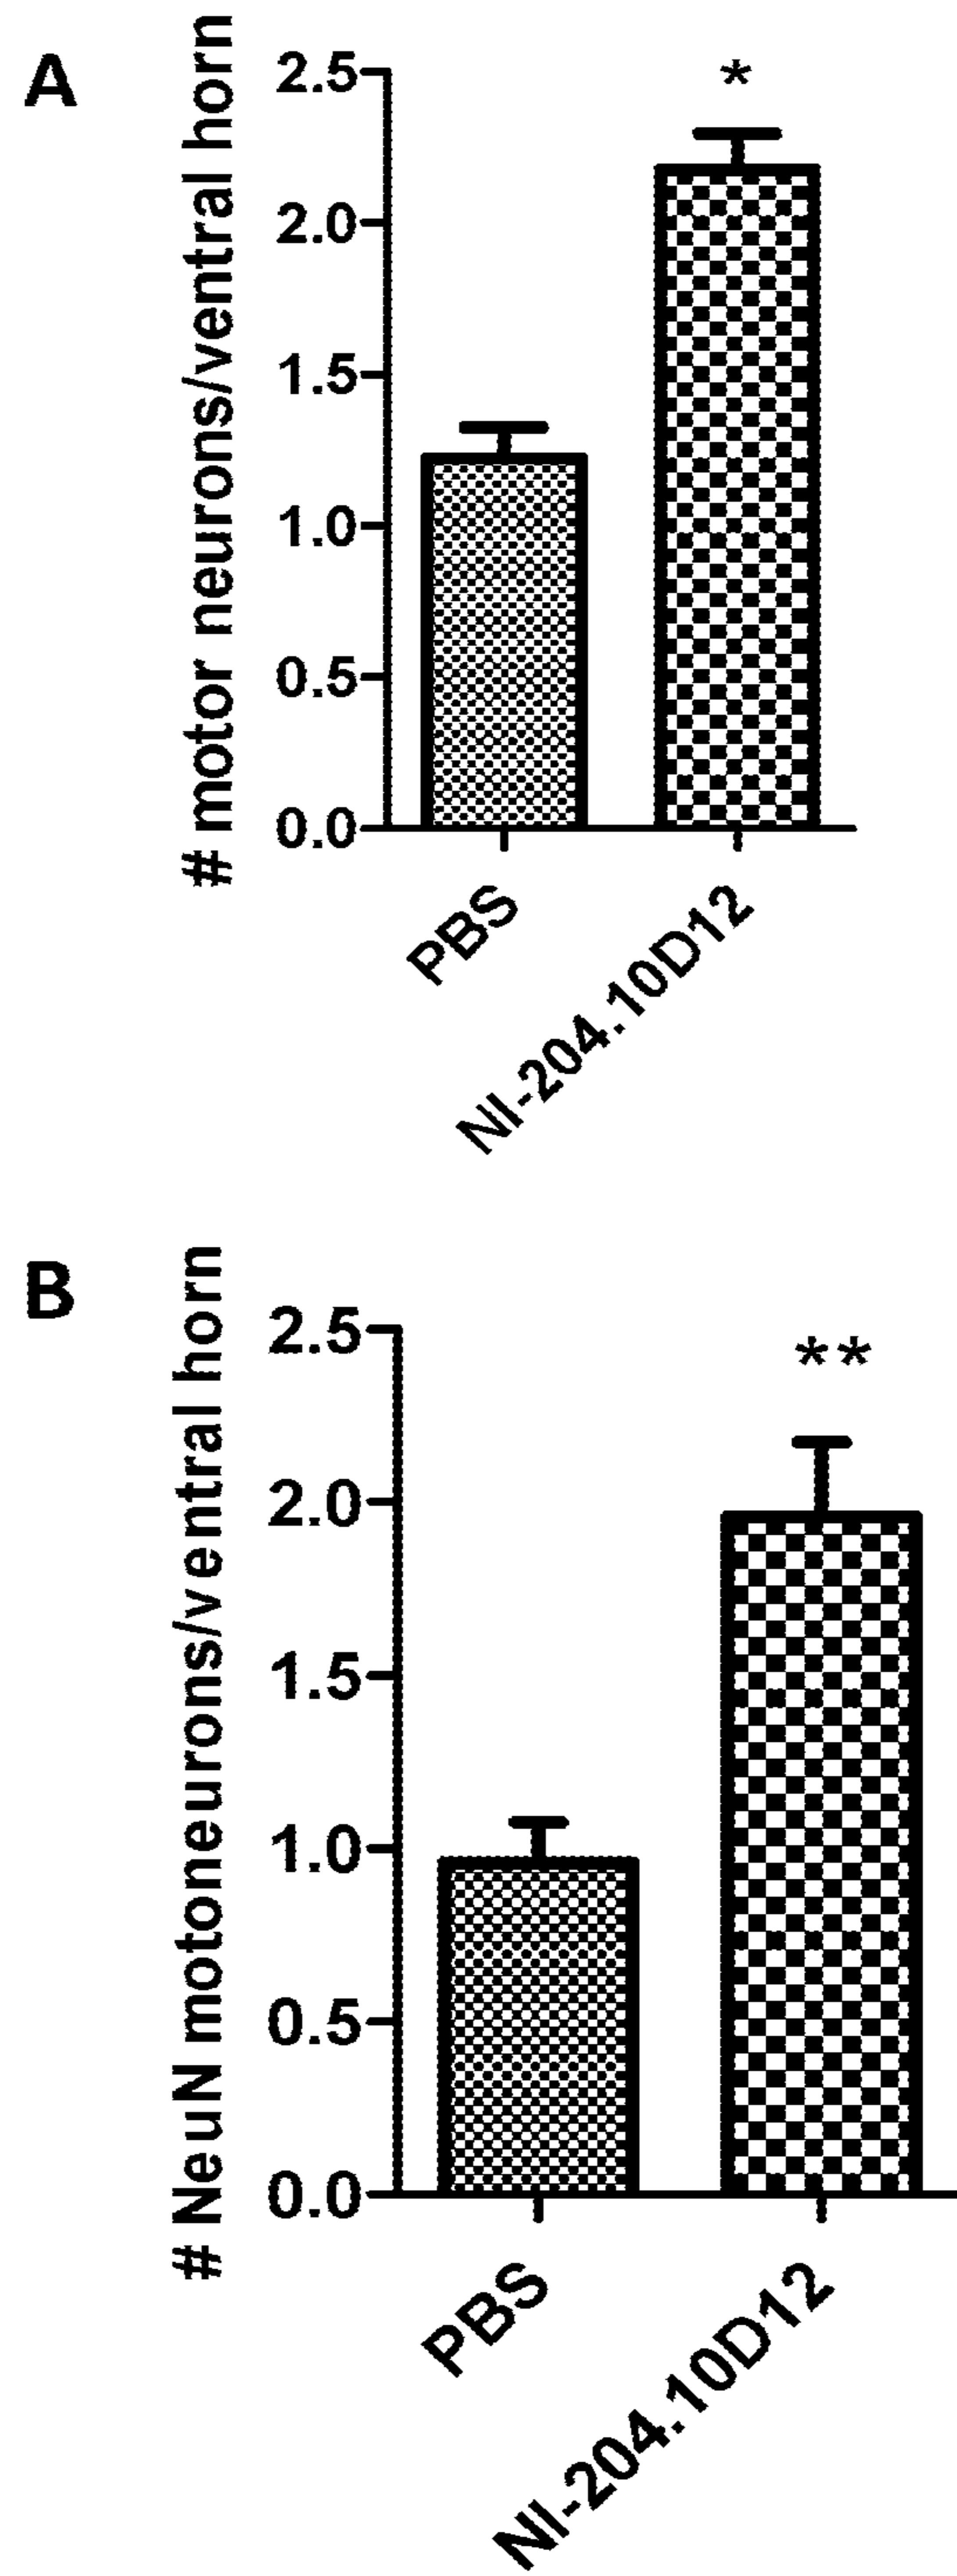 A
# motor neurons/ventral horn
2.5
2.0
1.5
1.0
0.5
0.0
*
PBS
NI-204.10D12
B
# NeuN motoneurons/ventral horn
2.5
2.0
1.5
1.0
0.5
0.0
**
PBS
NI-204.10D12